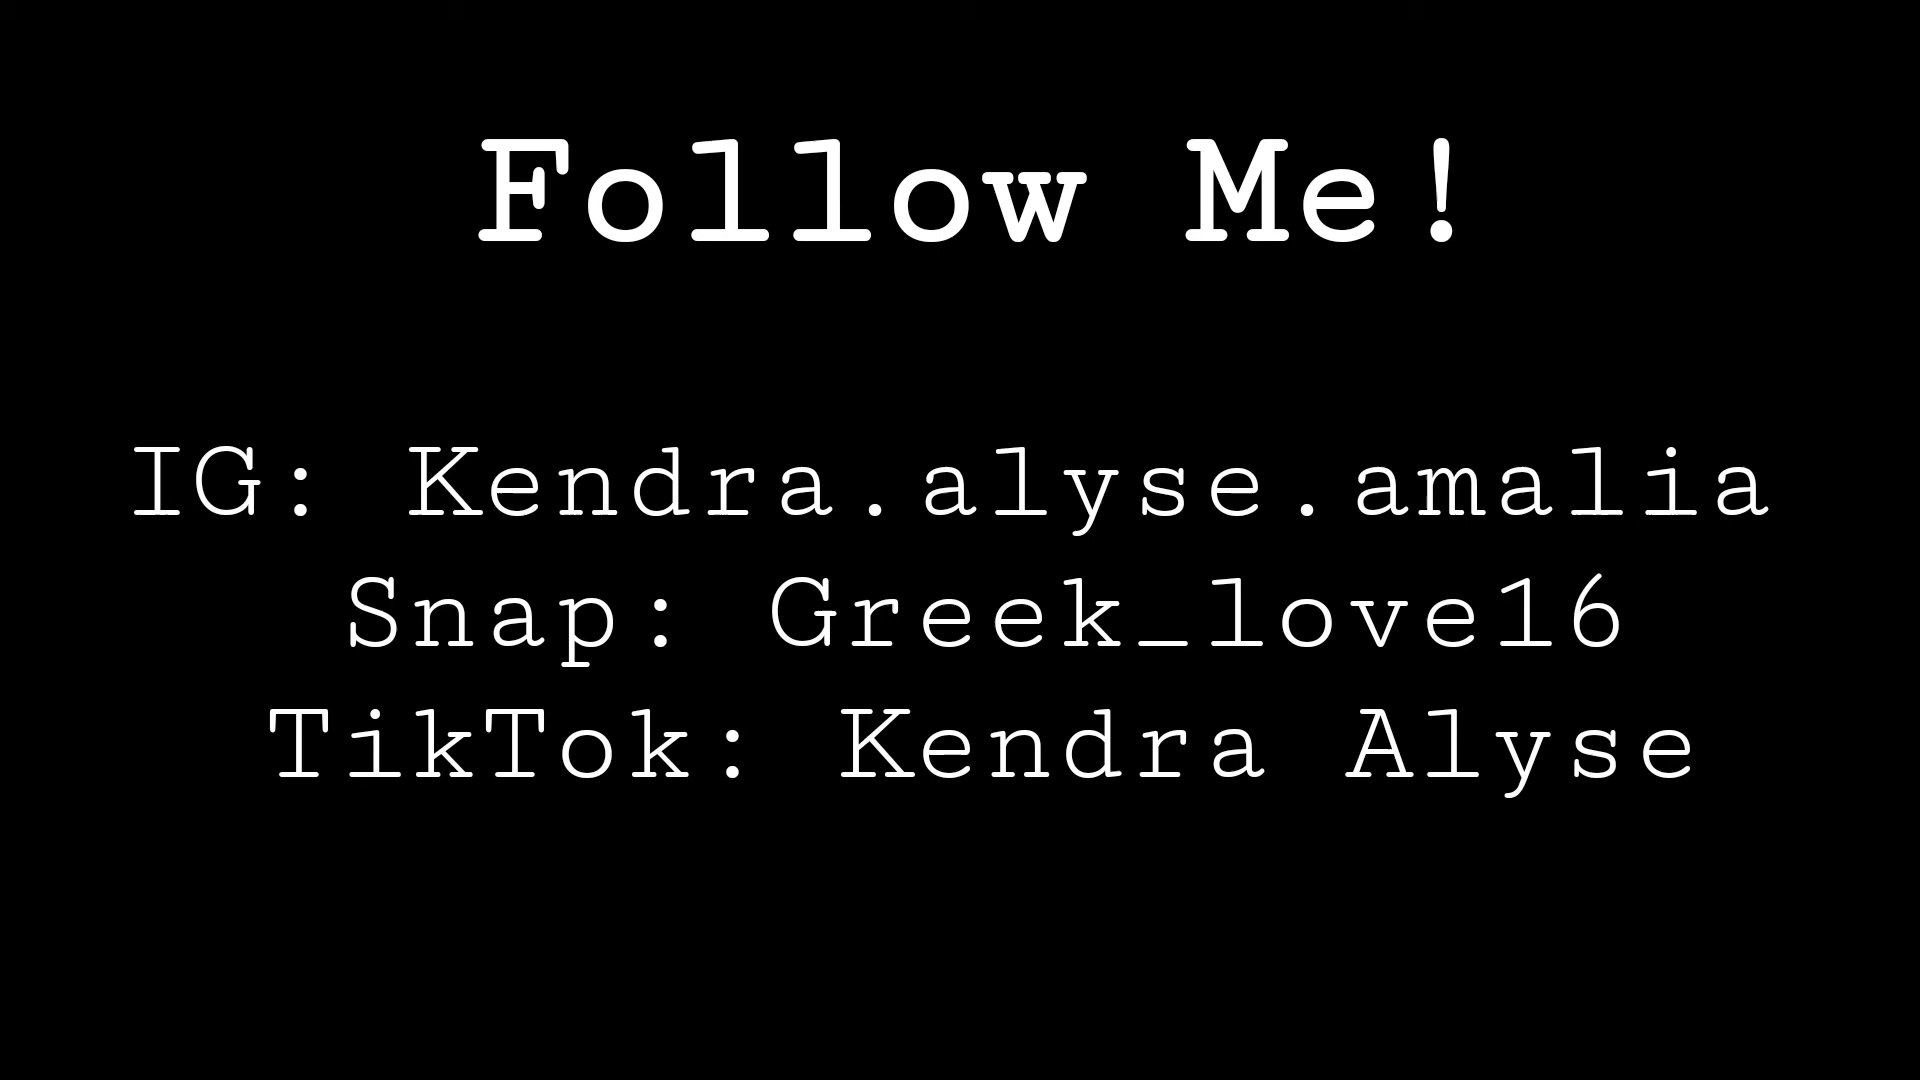 Follow Me!
IG: Kendra.alyse.amalia
Snap: Greek_love16
TikTok: Kendra Alyse